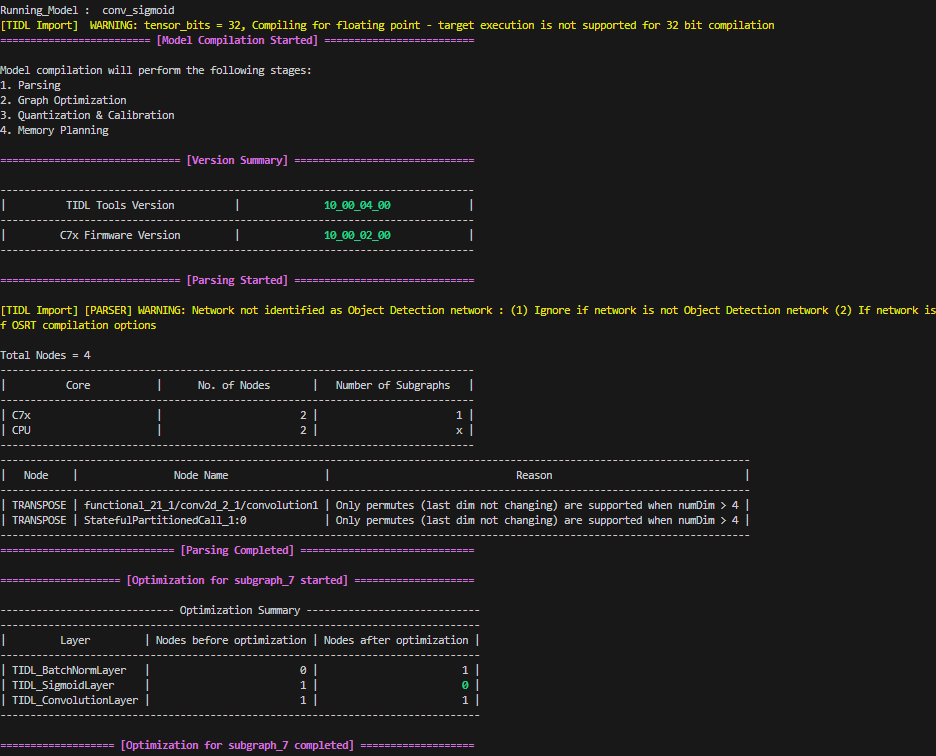 Running_Model :  conv_sigmoid
[TIDL Import]  WARNING: tensor_bits = 32, Compiling for floating point - target execution is not supported for 32 bit compilation
========================= [Model Compilation Started] =========================
Model compilation will perform the following stages:
1. Parsing
2. Graph Optimization
3. Quantization & Calibration
4. Memory Planning
============================== [Version Summary] ==============================
-------------------------------------------------------------------------------
|          TIDL Tools Version          |              10_00_04_00             |
-------------------------------------------------------------------------------
|         C7x Firmware Version         |              10_00_02_00             |
-------------------------------------------------------------------------------
============================== [Parsing Started] ==============================
[TIDL Import] [PARSER] WARNING: Network not identified as Object Detection network : (1) Ignore if network is not Object Detection network (2) If network is
f OSRT compilation options
Total Nodes = 4
-------------------------------------------------------------------------------
|          Core           |      No. of Nodes       |   Number of Subgraphs   |
-------------------------------------------------------------------------------
| C7x                     |                       2 |                       1 |
| CPU                     |                       2 |                       x |
-------------------------------------------------------------------------------
-----------------------------------------------------------------------------------------------------------------------------
|   Node    |                Node Name                |                               Reason                                |
-----------------------------------------------------------------------------------------------------------------------------
| TRANSPOSE | functional_21_1/conv2d_2_1/convolution1 | Only permutes (last dim not changing) are supported when numDim > 4 |
| TRANSPOSE | StatefulPartitionedCall_1:0             | Only permutes (last dim not changing) are supported when numDim > 4 |
-----------------------------------------------------------------------------------------------------------------------------
============================= [Parsing Completed] =============================
==================== [Optimization for subgraph_7 started] ====================
----------------------------- Optimization Summary -----------------------------
--------------------------------------------------------------------------------
|         Layer         | Nodes before optimization | Nodes after optimization |
--------------------------------------------------------------------------------
| TIDL_BatchNormLayer   |                         0 |                        1 |
| TIDL_SigmoidLayer     |                         1 |                        0 |
| TIDL_ConvolutionLayer |                         1 |                        1 |
--------------------------------------------------------------------------------
=================== [Optimization for subgraph_7 completed] ===================